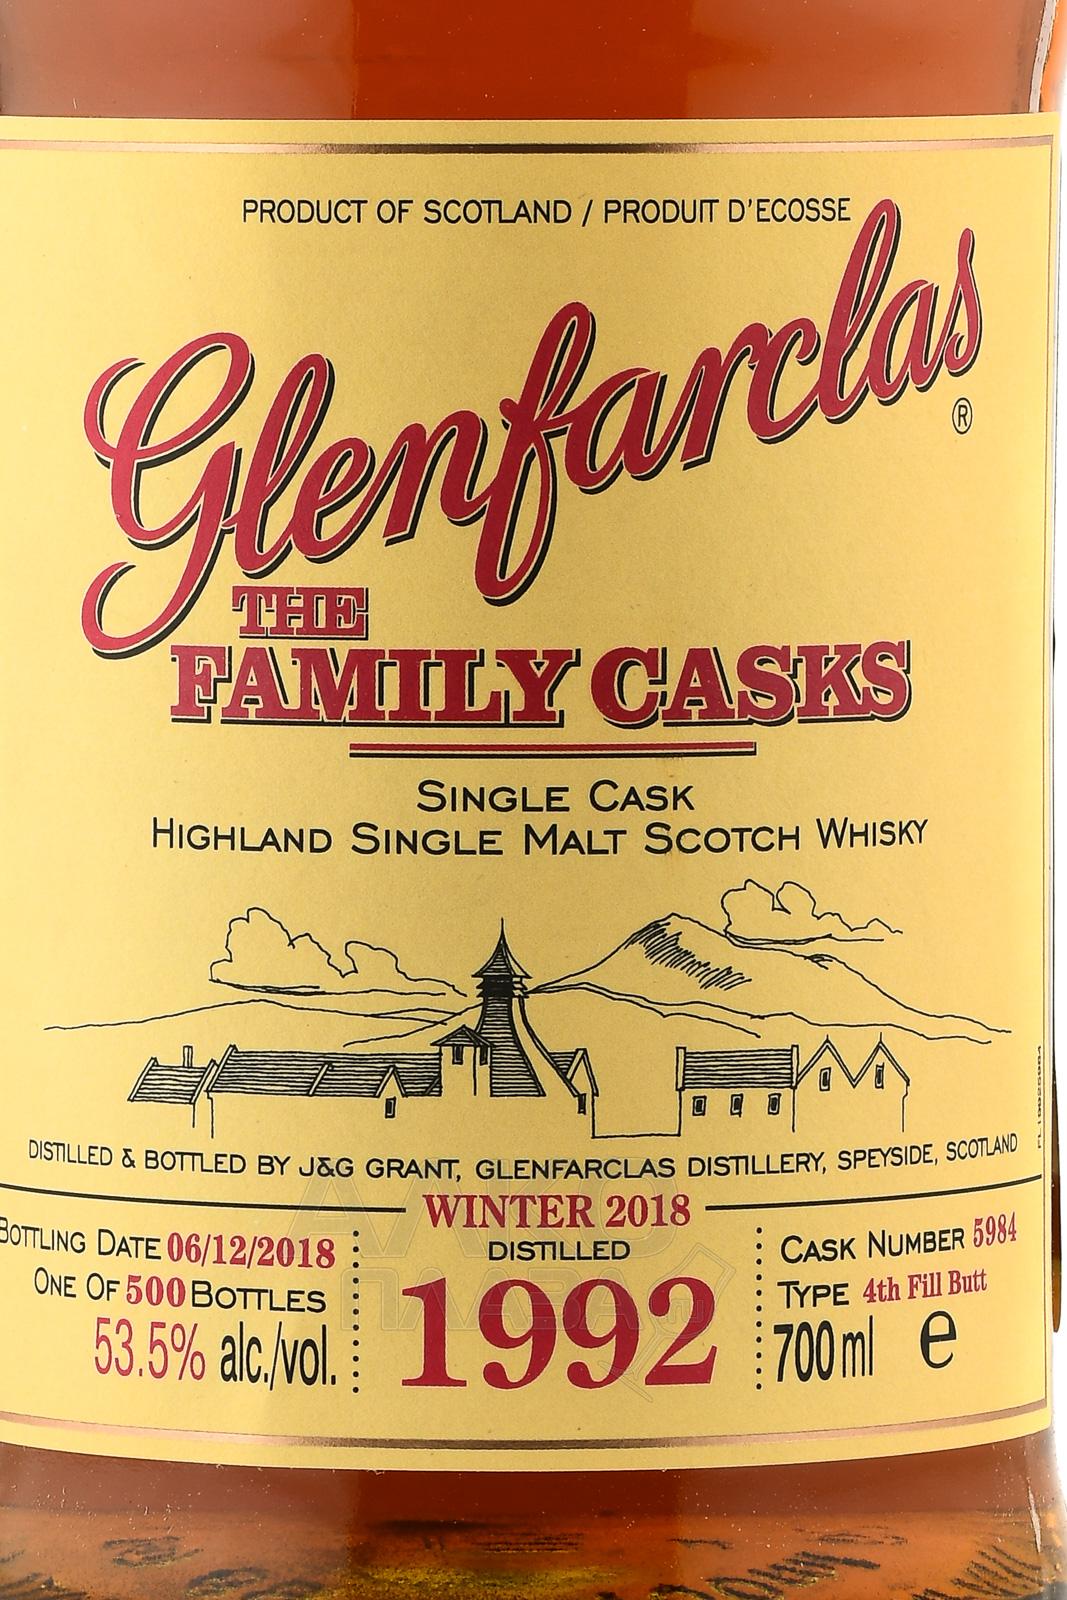 PRODUCT OF SCOTLAND / PRODUIT D'ECOSSE
Glenfarclas ®
THE
FAMILY CASKS
SINGLE CASK
HIGHLAND SINGLE MALT SCOTCH WHISKY
DISTILLED & BOTTLED BY J&G GRANT, GLENFARCLAS DISTILLERY, SPEYSIDE, SCOTLAND
WINTER 2018
BOTTLING DATE 06/12/2018
ONE OF 500 BOTTLES
53.5% alc./vol.
DISTILLED
1992
CASK NUMBER 5984
TYPE 4th Fill Butt
700 ml e